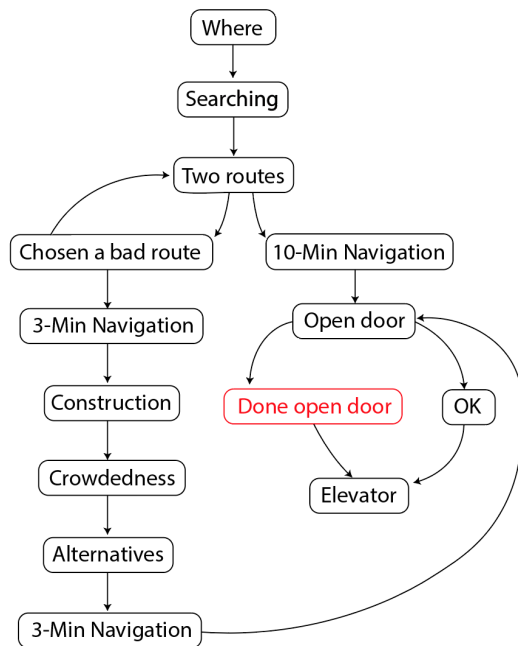 Where
Searching
Two routes
Chosen a bad route
10-Min Navigation
3-Min Navigation
Open door
Construction
Done open door
OK
Crowdedness
Elevator
Alternatives
3-Min Navigation